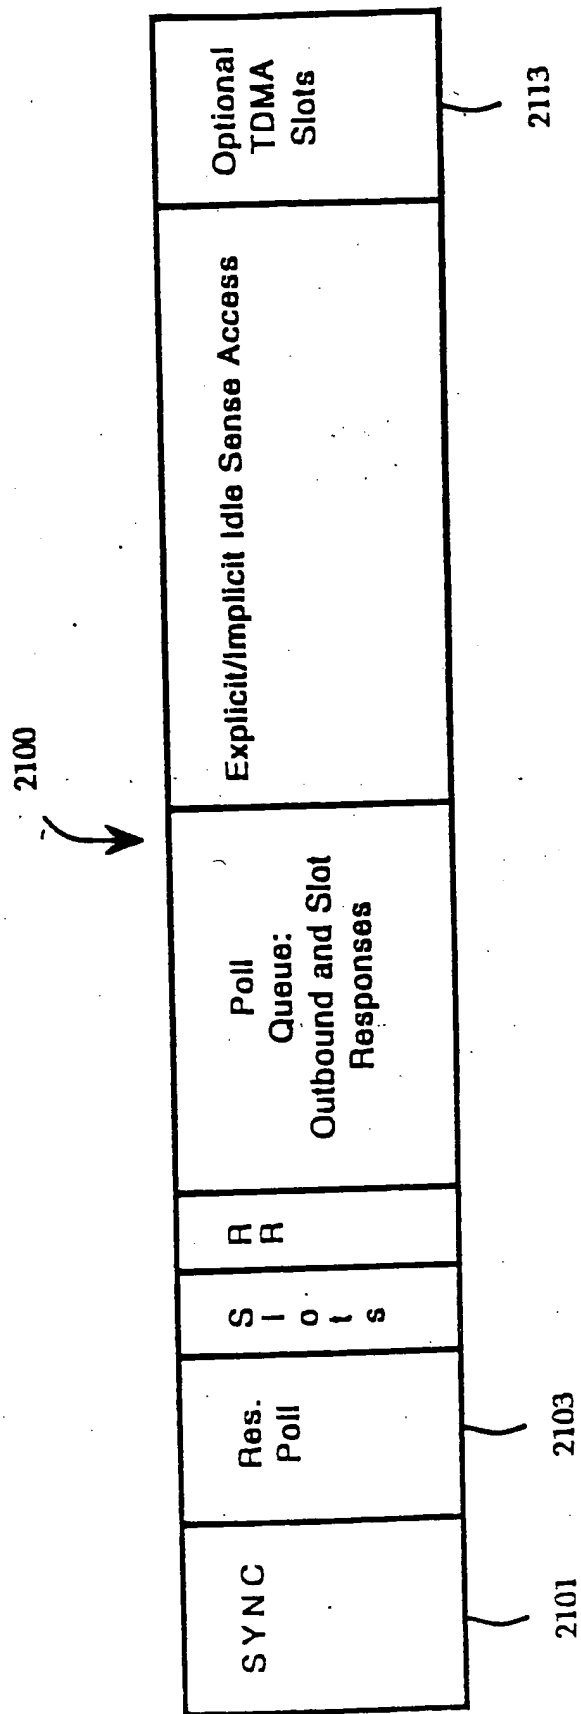 2100
SYNC
Res.
Poll
S
l
o
t
s
R
R
Poll
Queue:
Outbound and Slot
Responses
Explicit/Implicit Idle Sense Access
Optional
TDMA
Slots
2101
2103
2113